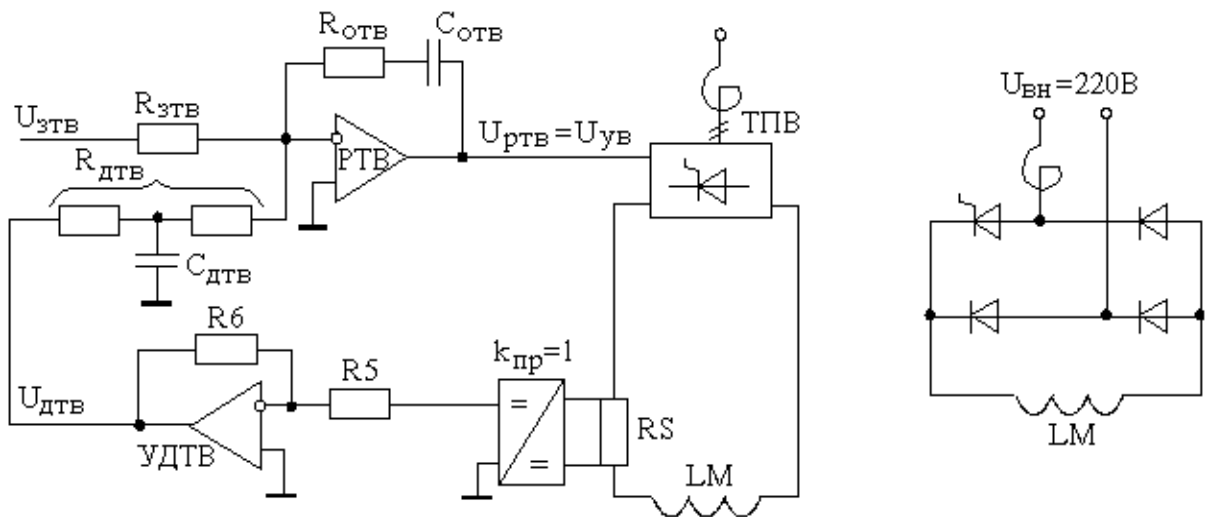 Rотв
Cотв
Uзтв
Rзтв
Uвн=220В
ТПВ
Uртв=Uув
РТВ
Rдтв
Cдтв
R6
kпр=1
R5
=
=
RS
Uдтв
УДТВ
LM
LM